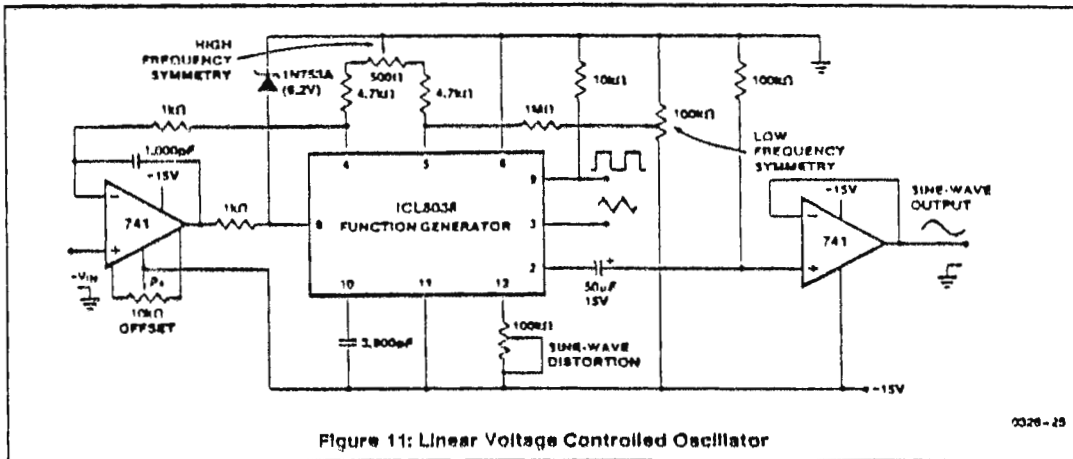 HIGH
FREQUENCY
SYMMETRY
500Ω
1N753A
(6.2V)
4.7kΩ
4.7kΩ
10kΩ
100kΩ
1kΩ
1MΩ
100kΩ
LOW
FREQUENCY
SYMMETRY
1,000pF
4
5
6
-15V
9
-
741
+
1kΩ
8
ICL8038
FUNCTION GENERATOR
3
-15V
-
741
+
SINE-WAVE
OUTPUT
2
+VIN
10kΩ
OFFSET
10
11
12
+
50μF
15V
3,900pF
100kΩ
SINE-WAVE
DISTORTION
-15V
0326-25
Figure 11: Linear Voltage Controlled Oscillator